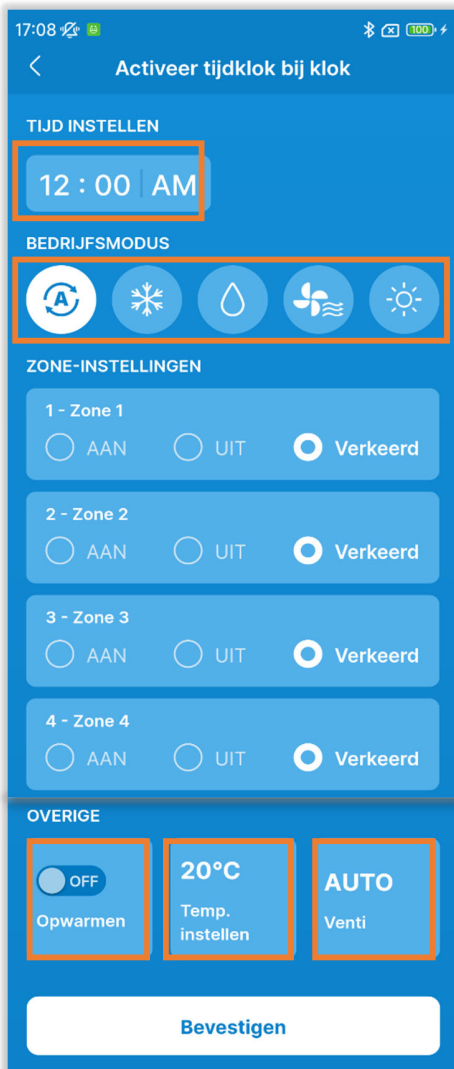 17:08 100
Activeer tijdklok bij klok
TIJD INSTELLEN
12 : 00 AM
BEDRIJFSMODUS
A
ZONE-INSTELLINGEN
1 - Zone 1
AAN UIT Verkeerd
2 - Zone 2
AAN UIT Verkeerd
3 - Zone 3
AAN UIT Verkeerd
4 - Zone 4
AAN UIT Verkeerd
OVERIGE
OFF
Opwarmen
20°C
Temp.
instellen
AUTO
Venti
Bevestigen